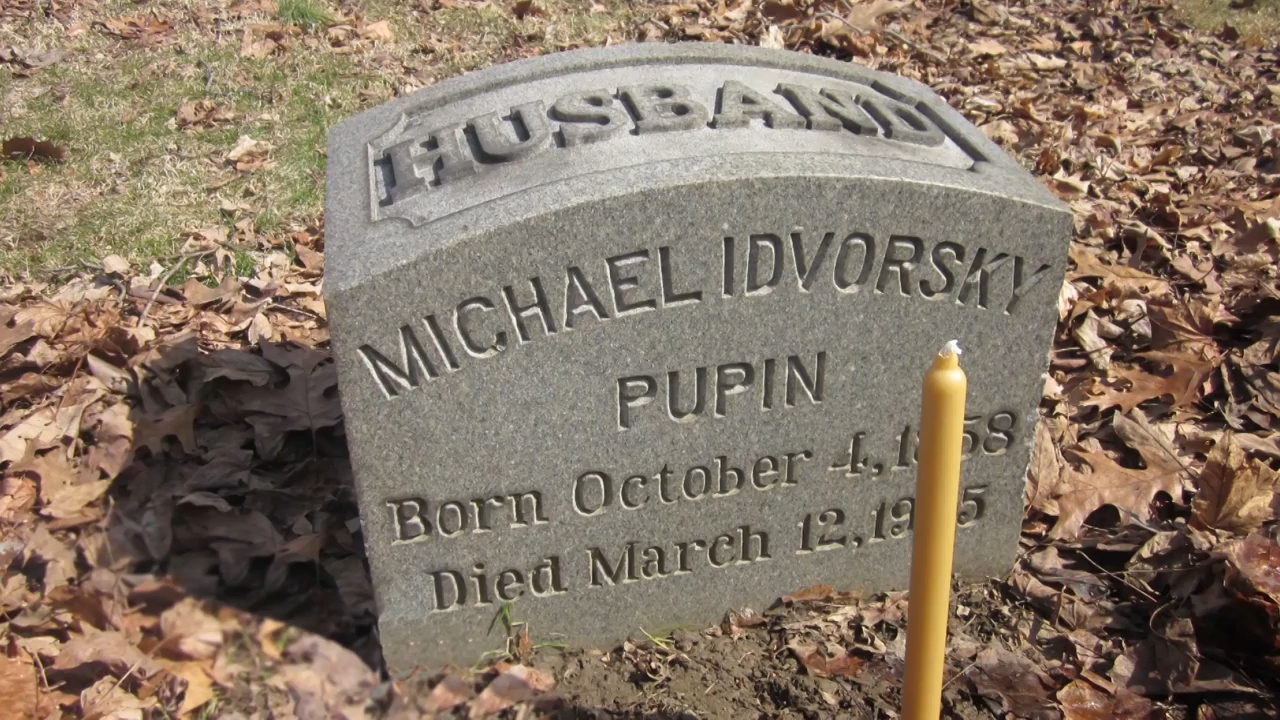 HUSBAND
MICHAEL IDVORSKY
PUPIN
Born October 4,
Died March 12,